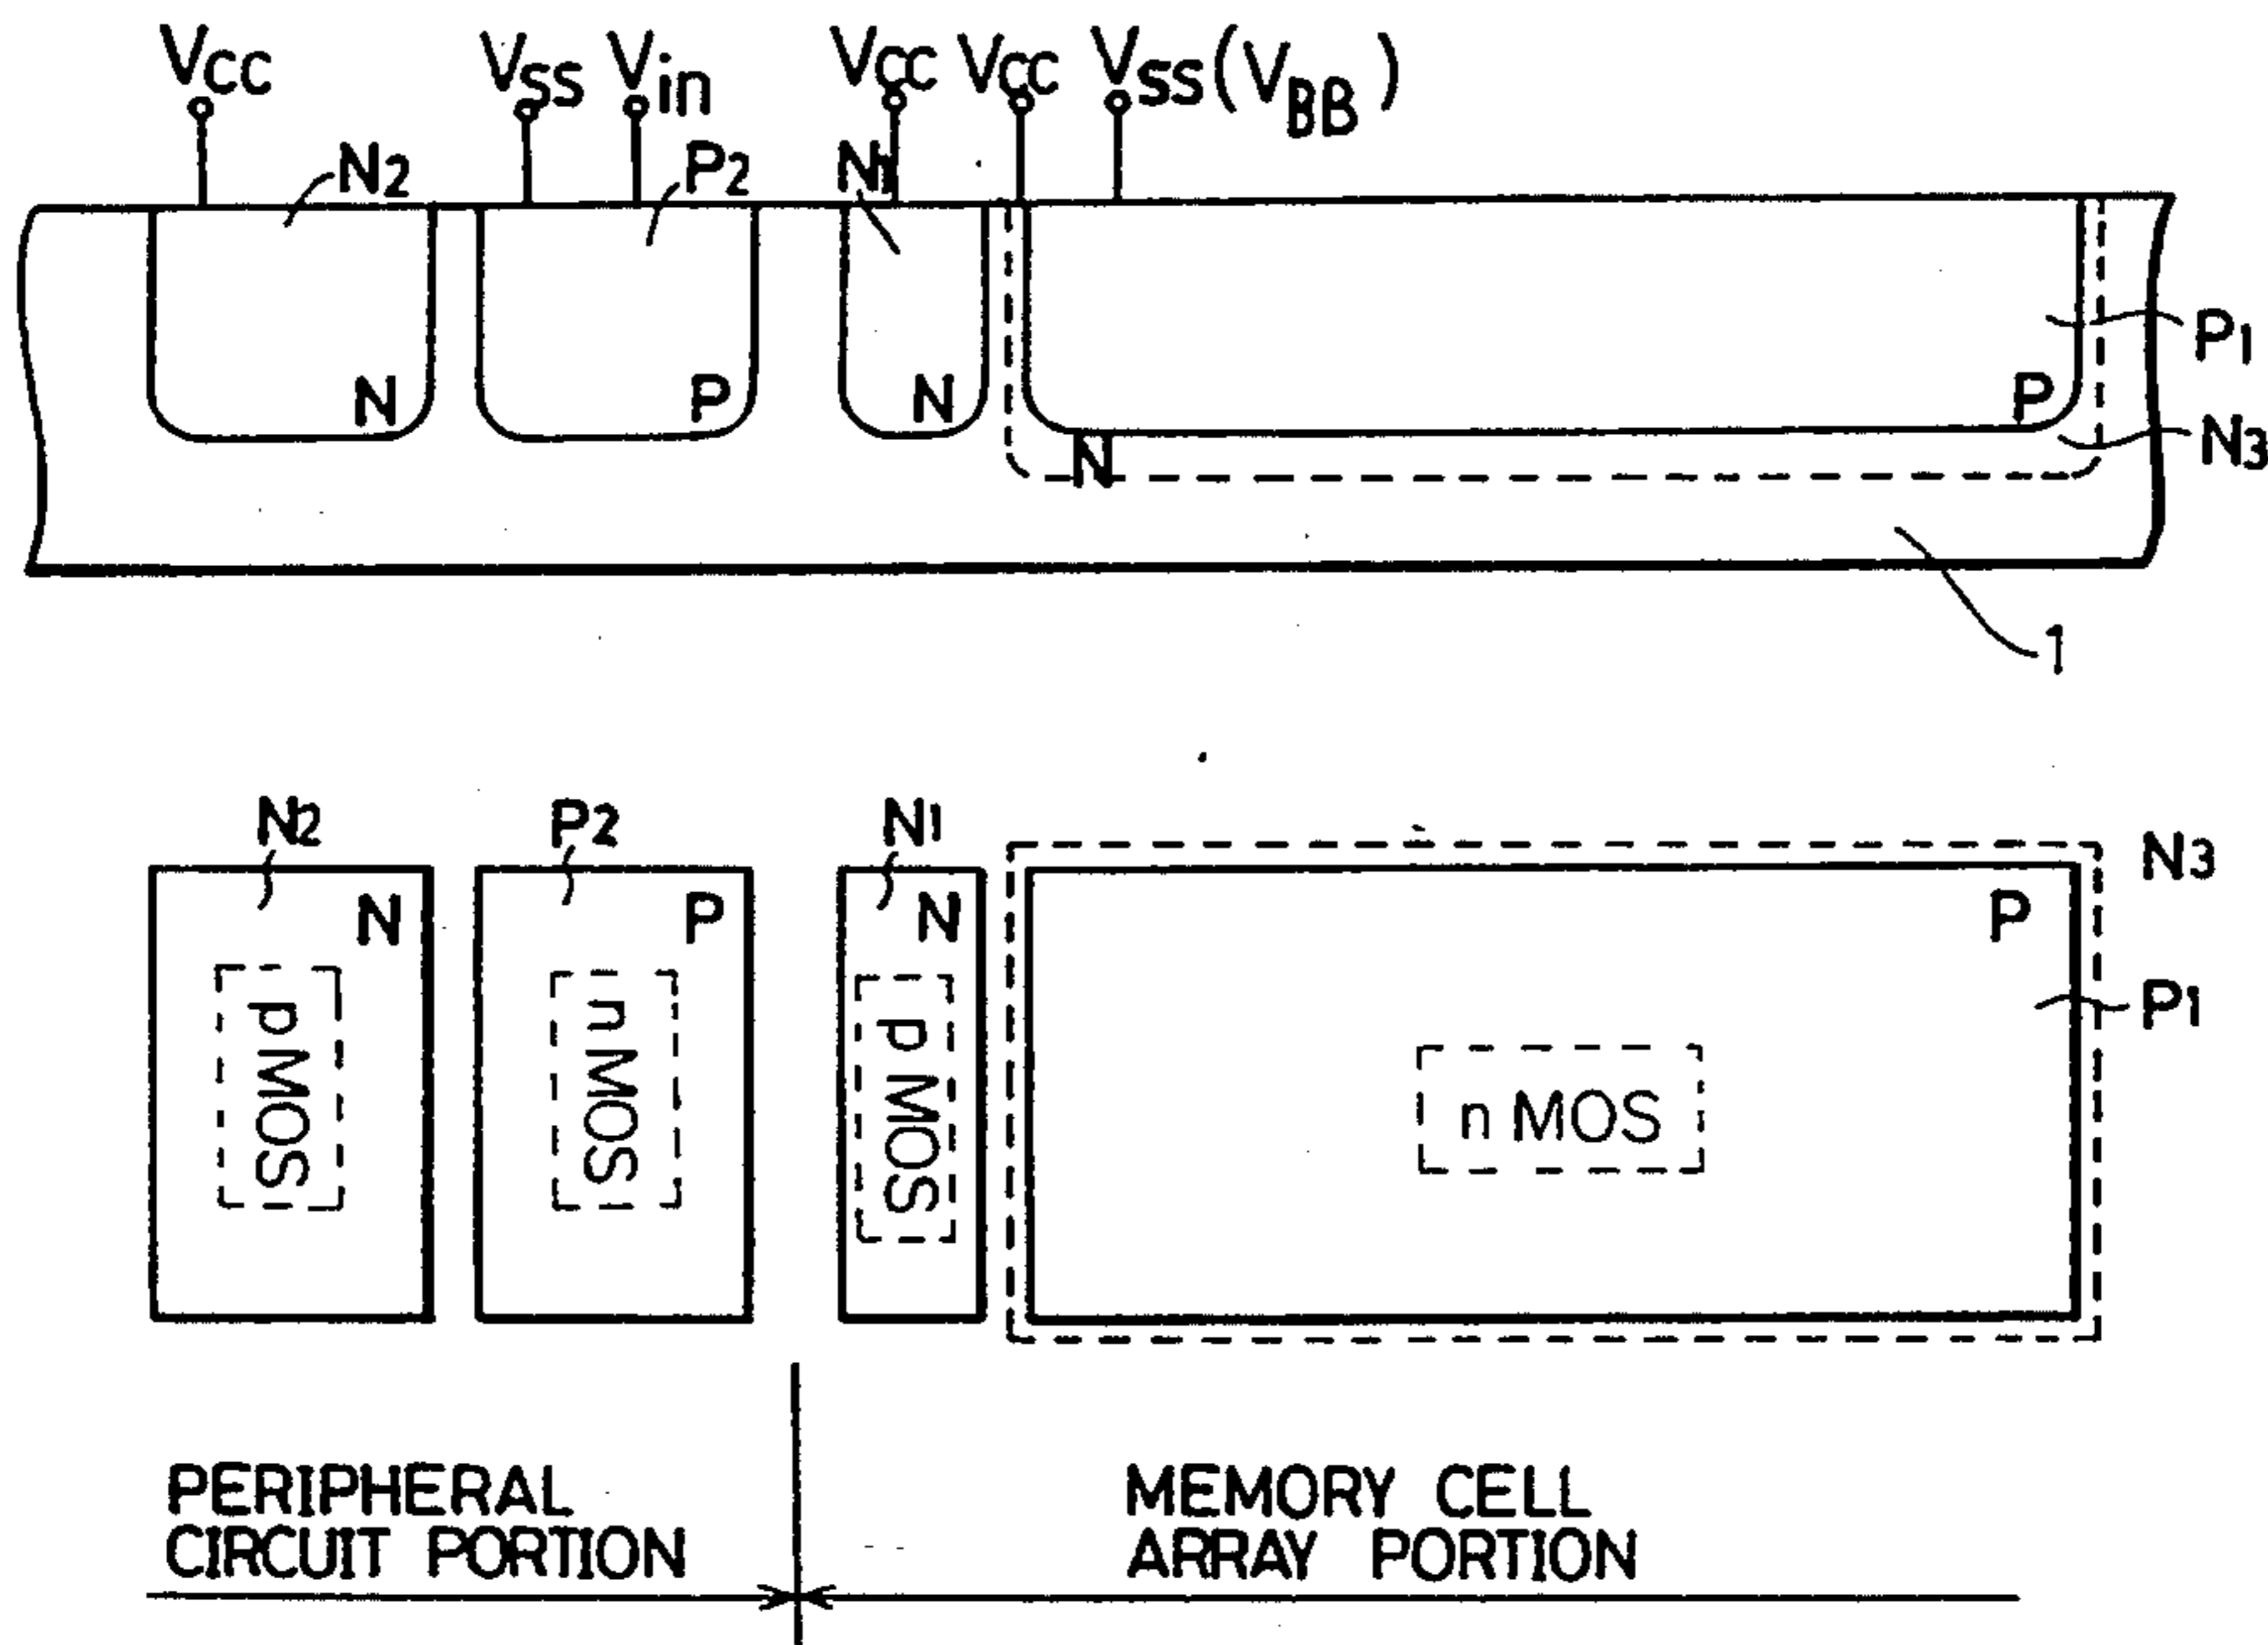 VCC VSS Vin VCC VCC VSS(VBB)
N2 P2 N1
P1
N P N P
N3
N
1
N2 P2 N1 N3
N P N P
P1
pMOS nMOS pMOS nMOS
PERIPHERAL
CIRCUIT PORTION
MEMORY CELL
ARRAY PORTION